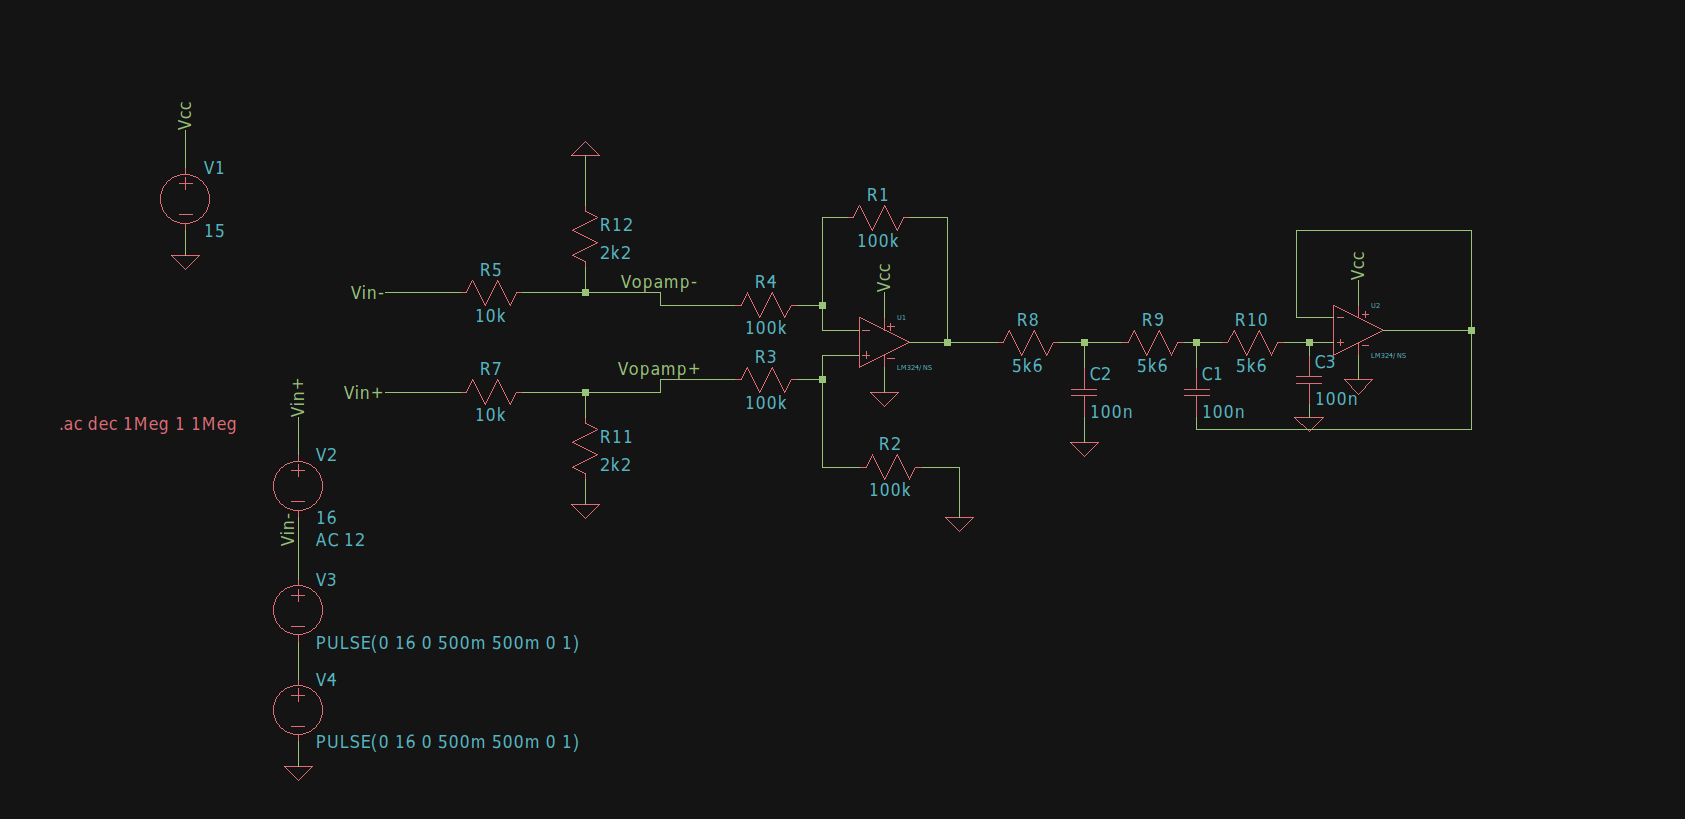 Vcc
V1
15
R12
2k2
R5
10k
Vin-
Vopamp-
R4
100k
R1
100k
Vcc
U1
LM324/NS
R3
100k
R7
10k
Vin+
Vopamp+
R11
2k2
R2
100k
R8
5k6
C2
100n
R9
5k6
C1
100n
R10
5k6
C3
100n
Vcc
U2
LM324/NS
.ac dec 1Meg 1 1Meg
Vin+
V2
16
AC 12
Vin-
V3
PULSE(0 16 0 500m 500m 0 1)
V4
PULSE(0 16 0 500m 500m 0 1)